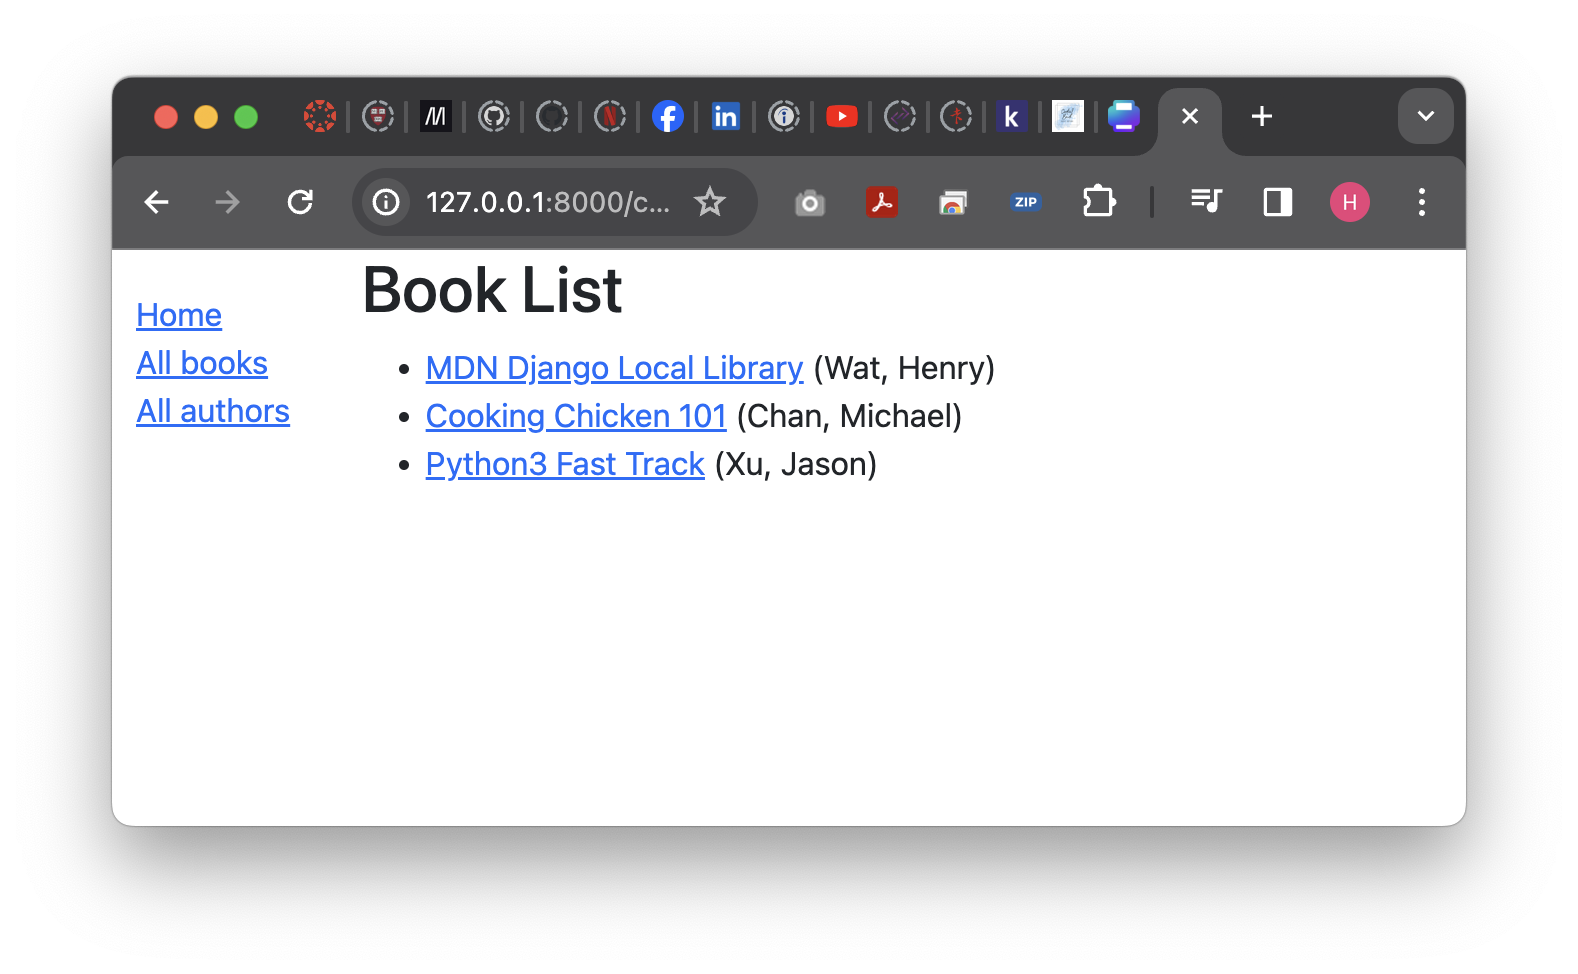 127.0.0.1:8000/c...
ZIP
H
Book List
Home
All books
All authors
MDN Django Local Library (Wat, Henry)
Cooking Chicken 101 (Chan, Michael)
Python3 Fast Track (Xu, Jason)